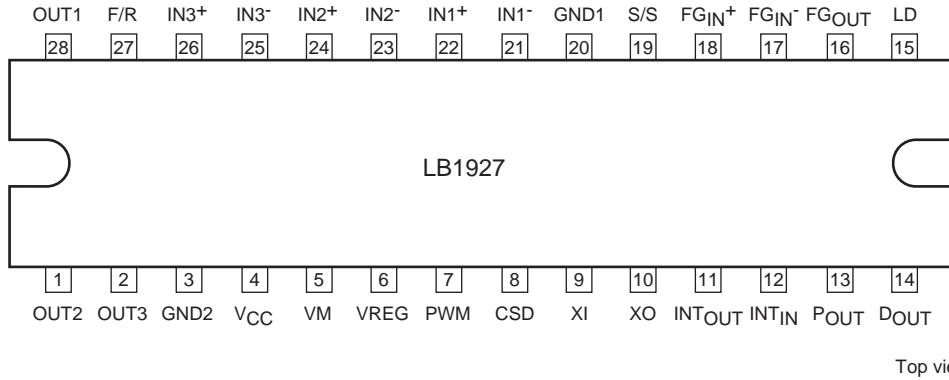 OUT1 F/R IN3+ IN3- IN2+ IN2- IN1+ IN1- GND1 S/S FGIN+ FGIN- FGOUT LD
28 27 26 25 24 23 22 21 20 19 18 17 16 15
LB1927
1 2 3 4 5 6 7 8 9 10 11 12 13 14
OUT2 OUT3 GND2 VCC VM VREG PWM CSD XI XO INTOUT INTIN POUT DOUT
Top